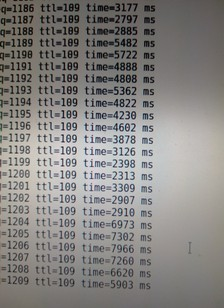 q=1186 ttl=109 time=3177 ms
q=1187 ttl=109 time=2797 ms
q=1188 ttl=109 time=2885 ms
q=1189 ttl=109 time=5482 ms
q=1190 ttl=109 time=5722 ms
q=1191 ttl=109 time=4888 ms
q=1192 ttl=109 time=4808 ms
q=1193 ttl=109 time=5362 ms
q=1194 ttl=109 time=4822 ms
q=1195 ttl=109 time=4230 ms
q=1196 ttl=109 time=4602 ms
q=1197 ttl=109 time=3878 ms
q=1198 ttl=109 time=3126 ms
q=1199 ttl=109 time=2398 ms
=1200 ttl=109 time=2313 ms
=1201 ttl=109 time=3309 ms
=1202 ttl=109 time=2907 ms
=1203 ttl=109 time=2910 ms
=1204 ttl=109 time=6973 ms
=1205 ttl=109 time=7302 ms
=1206 ttl=109 time=7966 ms
=1207 ttl=109 time=7260 ms
=1208 ttl=109 time=6620 ms
=1209 ttl=109 time=5903 ms